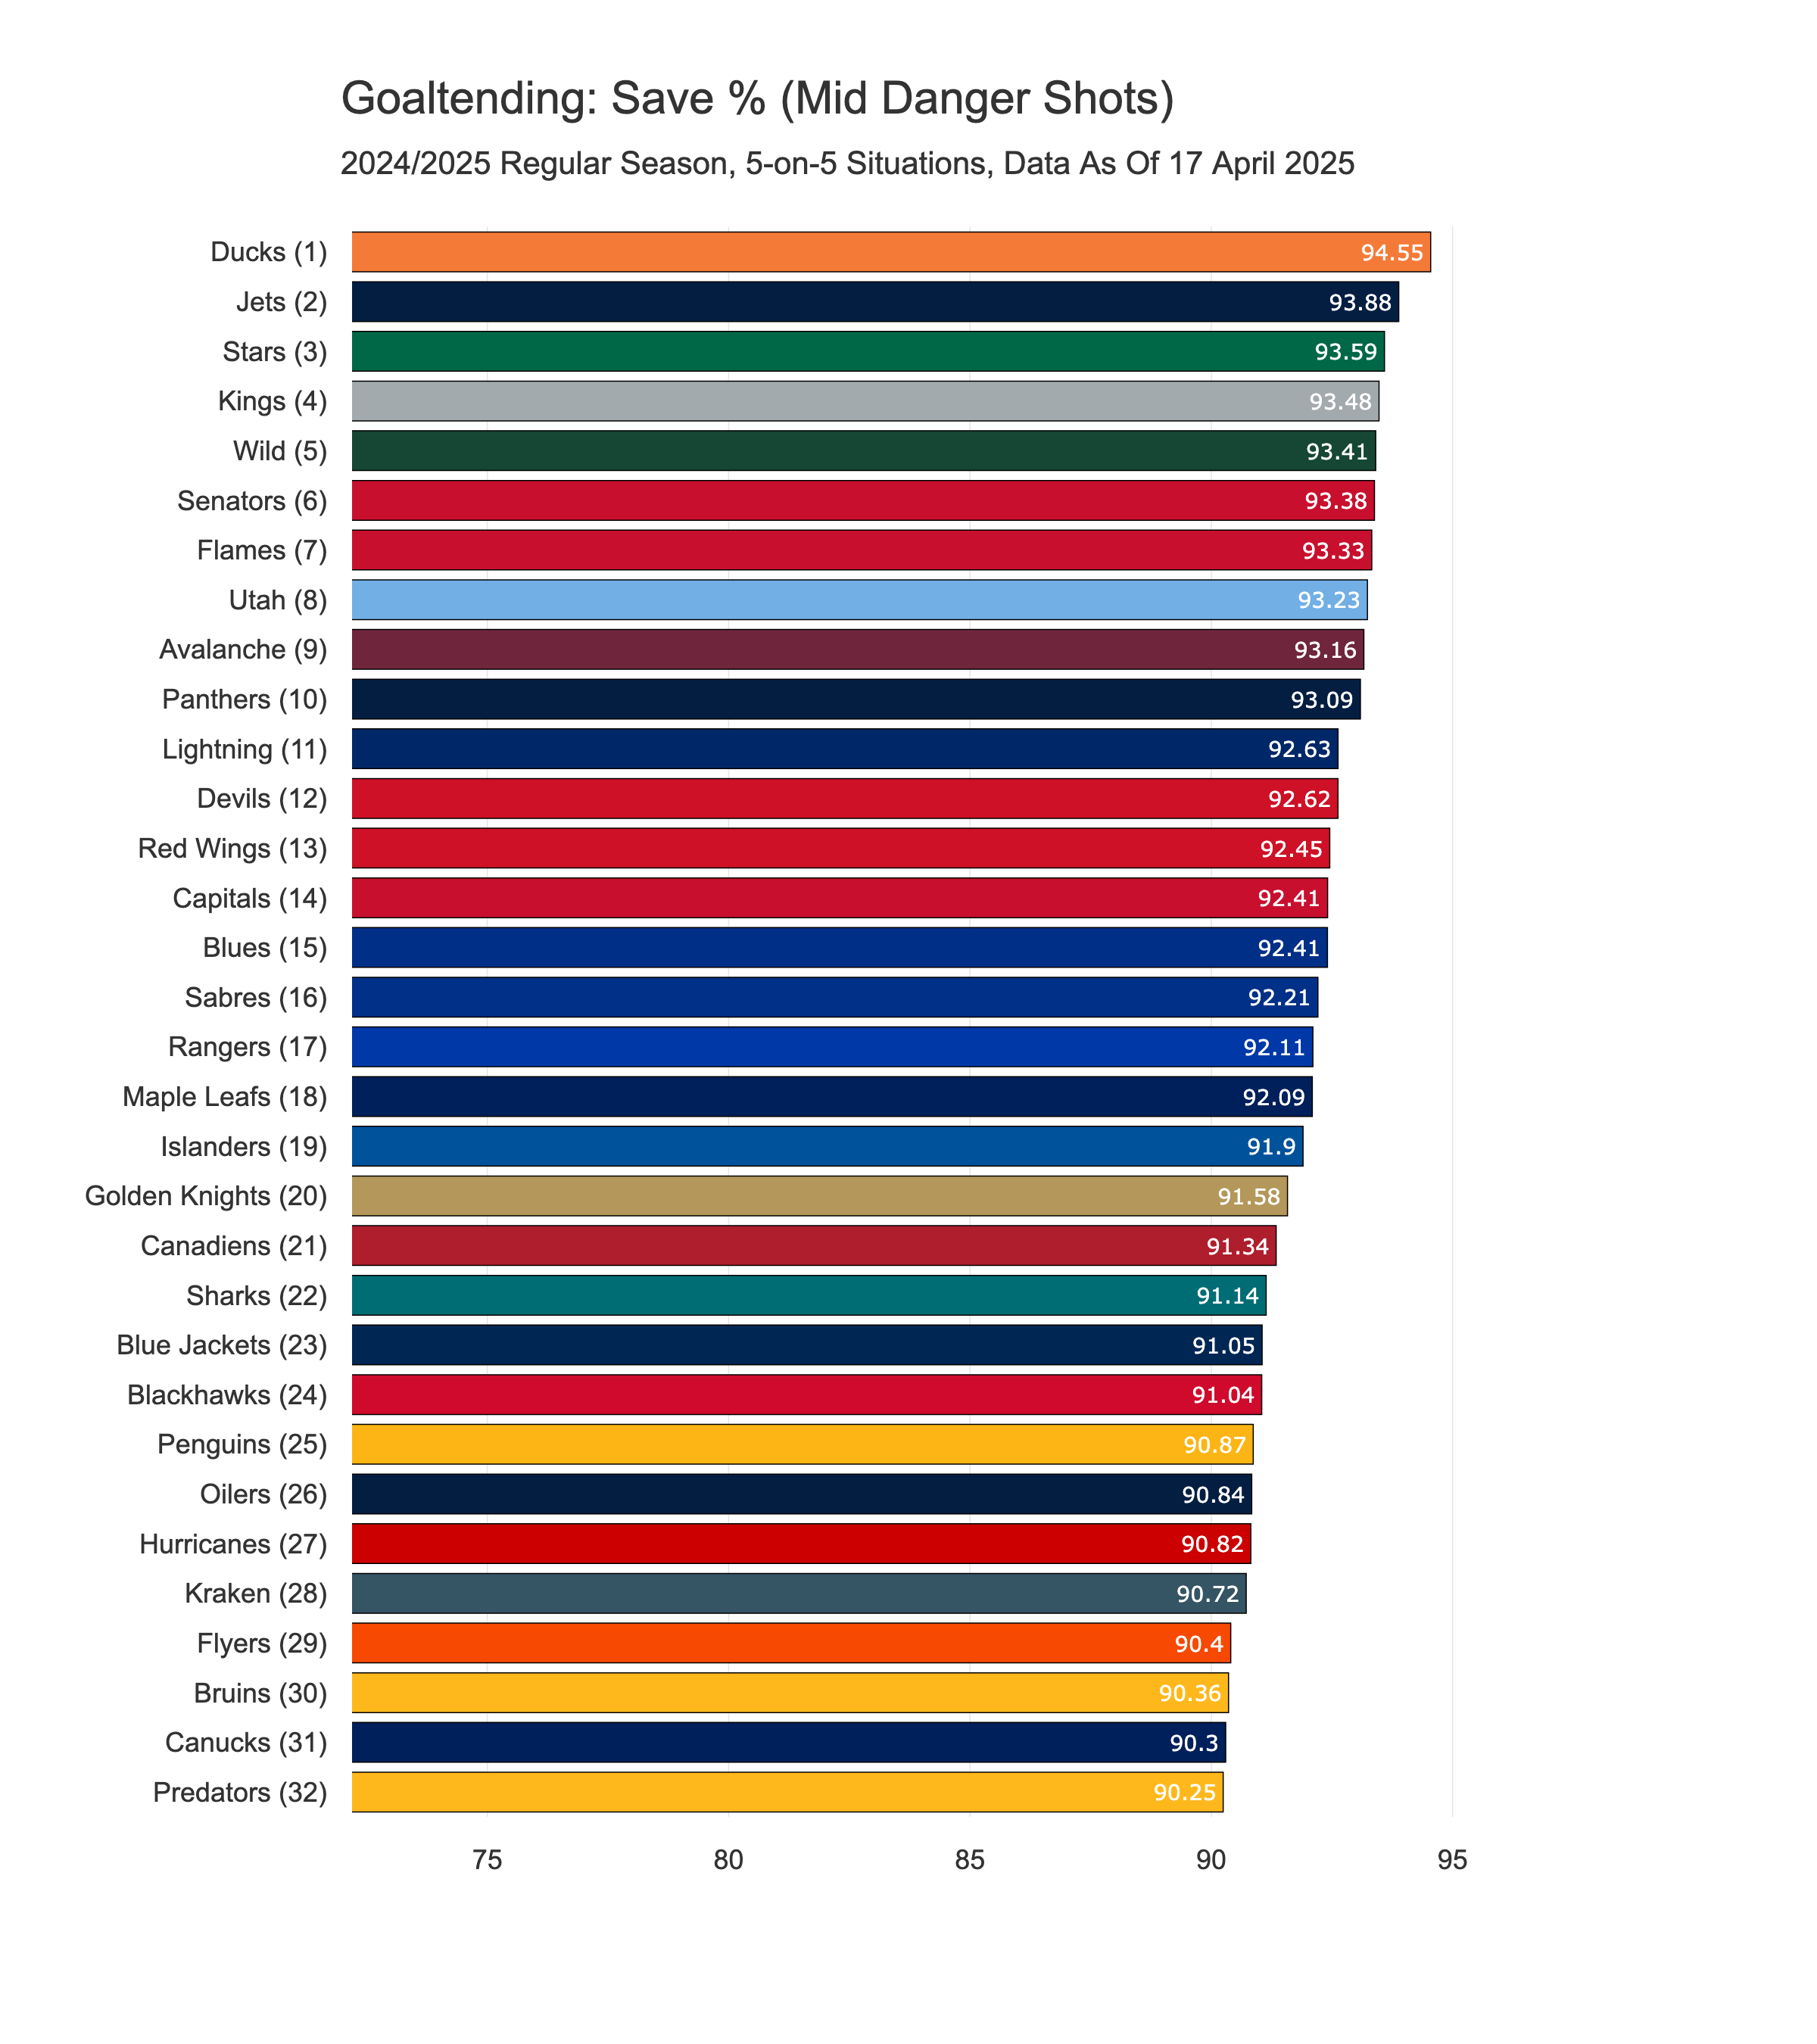 Goaltending: Save % (Mid Danger Shots)
2024/2025 Regular Season, 5-on-5 Situations, Data As Of 17 April 2025
Ducks (1) 94.55
Jets (2) 93.88
Stars (3) 93.59
Kings (4) 93.48
Wild (5) 93.41
Senators (6) 93.38
Flames (7) 93.33
Utah (8) 93.23
Avalanche (9) 93.16
Panthers (10) 93.09
Lightning (11) 92.63
Devils (12) 92.62
Red Wings (13) 92.45
Capitals (14) 92.41
Blues (15) 92.41
Sabres (16) 92.21
Rangers (17) 92.11
Maple Leafs (18) 92.09
Islanders (19) 91.9
Golden Knights (20) 91.58
Canadiens (21) 91.34
Sharks (22) 91.14
Blue Jackets (23) 91.05
Blackhawks (24) 91.04
Penguins (25) 90.87
Oilers (26) 90.84
Hurricanes (27) 90.82
Kraken (28) 90.72
Flyers (29) 90.4
Bruins (30) 90.36
Canucks (31) 90.3
Predators (32) 90.25
75 80 85 90 95